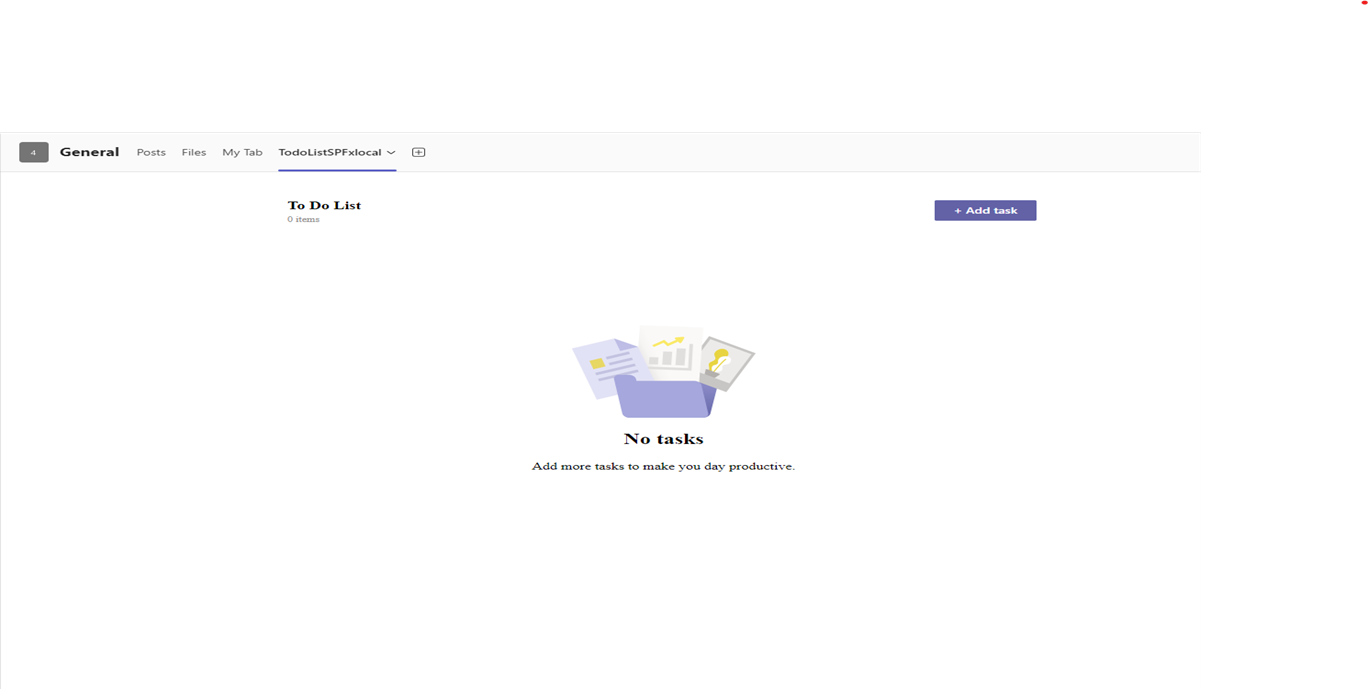 4 General Posts Files My Tab TodoListSPFxlocal
To Do List
0 items
+ Add task
No tasks
Add more tasks to make you day productive.